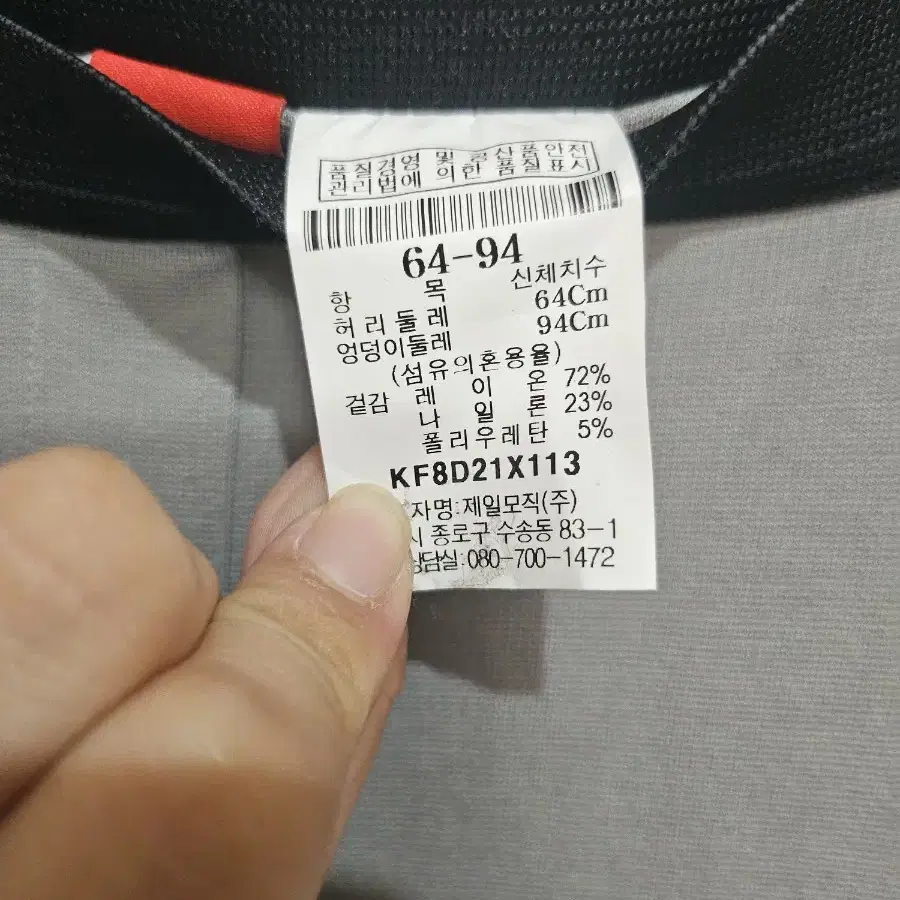 품질경영 및 공산품안전
관리법에 의한 품질표시
64-94
항 목 신체치수
허리둘레 64Cm
엉덩이둘레 94Cm
(섬유의혼용율)
겉감 레이온 72%
나일론 23%
폴리우레탄 5%
KF8D21X113
자명:제일모직(주)
시 종로구 수송동 83-1
상담실:080-700-1472